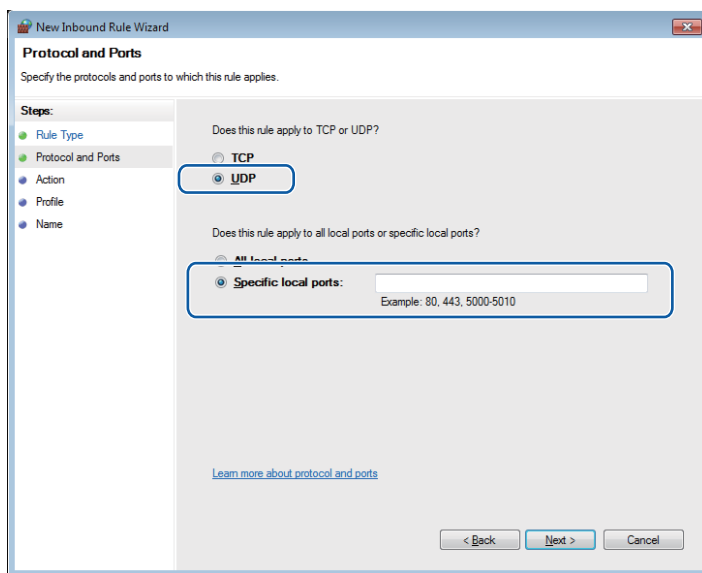 New Inbound Rule Wizard
Protocol and Ports
Specify the protocols and ports to which this rule applies.
Steps:
Rule Type
Protocol and Ports
Action
Profile
Name
Does this rule apply to TCP or UDP?
TCP
UDP
Does this rule apply to all local ports or specific local ports?
All local ports
Specific local ports:
Example: 80, 443, 5000-5010
Learn more about protocol and ports
< Back
Next >
Cancel